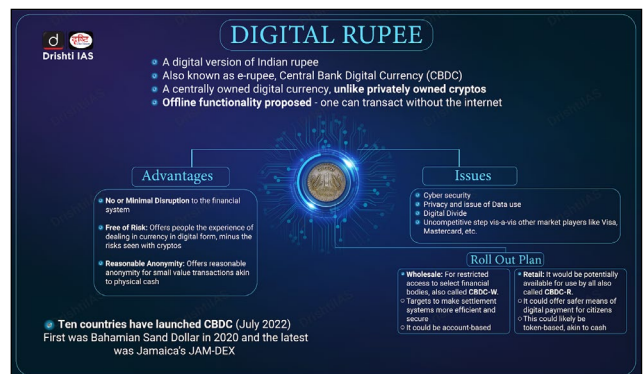 DIGITAL RUPEE
Drishti IAS
A digital version of Indian rupee
Also known as e-rupee, Central Bank Digital Currency (CBDC)
A centrally owned digital currency, unlike privately owned cryptos
Offline functionality proposed - one can transact without the internet
Advantages
No or Minimal Disruption to the financial
system
Free of Risk: Offers people the experience of
dealing in currency in digital form, minus the
risks seen with cryptos
Reasonable Anonymity: Offers reasonable
anonymity for small value transactions akin
to physical cash
Issues
Cyber security
Privacy and issue of Data use
Digital Divide
Uncompetitive step vis-a-vis other market players like Visa,
Mastercard, etc.
Roll Out Plan
Wholesale: For restricted
access to select financial
bodies, also called CBDC-W.
Targets to make settlement
systems more efficient and
secure
It could be account-based
Retail: It would be potentially
available for use by all also
called CBDC-R.
It could offer safer means of
digital payment for citizens
This could likely be
token-based, akin to cash
Ten countries have launched CBDC (July 2022)
First was Bahamian Sand Dollar in 2020 and the latest
was Jamaica's JAM-DEX